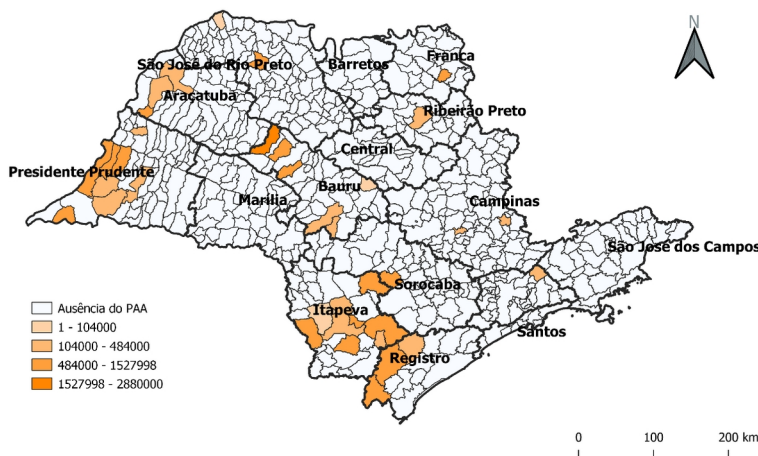 N
São José do Rio Preto
Barretos
Franca
Araçatuba
Ribeirão Preto
Central
Presidente Prudente
Bauru
Marília
Campinas
São José dos Campos
Sorocaba
Itapeva
Santos
Registro
Ausência do PAA
1 - 104000
104000 - 484000
484000 - 1527998
1527998 - 2880000
0 100 200 km